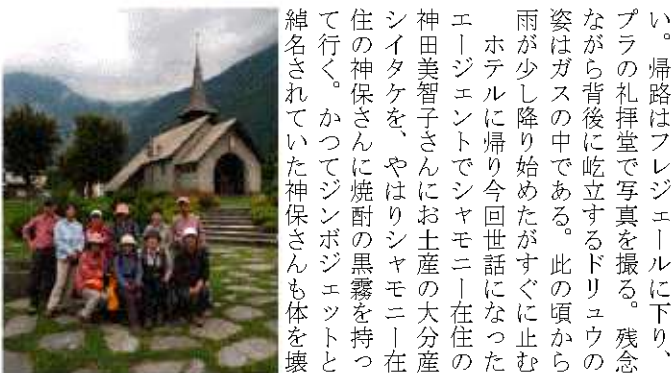 い。帰路はフレジェールに下り、
プラの礼拝堂で写真を撮る。残念
ながら背後に屹立するドリュウの
姿はガスの中である。此の頃から
雨が少し降り始めたがすぐに止む
ホテルに帰り今回世話になった
エージェントでシャモニー在住の
神田美智子さんにお土産の大分産
シイタケを、やはりシャモニー在
住の神保さんに焼酎の黒霧を持っ
て行く。かつてジンボジェットと
綽名されていた神保さんも体を壊